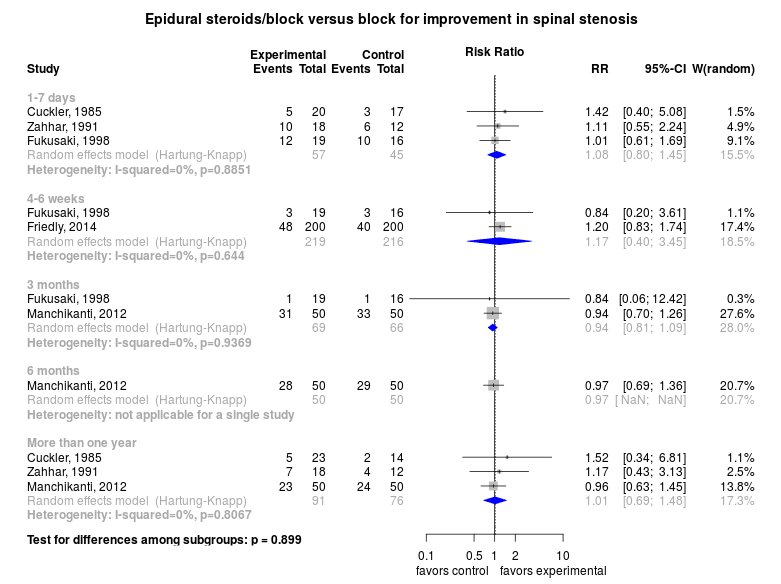 Epidural steroids/block versus block for improvement in spinal stenosis
Experimental Control Risk Ratio
Study Events Total Events Total RR 95%-CI W(random)
1-7 days
Cuckler, 1985 5 20 3 17 1.42 [0.40; 5.08] 1.5%
Zahhar, 1991 10 18 6 12 1.11 [0.55; 2.24] 4.9%
Fukusaki, 1998 12 19 10 16 1.01 [0.61; 1.69] 9.1%
Random effects model (Hartung-Knapp) 57 45 1.08 [0.80; 1.45] 15.5%
Heterogeneity: I-squared=0%, p=0.8851
4-6 weeks
Fukusaki, 1998 3 19 3 16 0.84 [0.20; 3.61] 1.1%
Friedly, 2014 48 200 40 200 1.20 [0.83; 1.74] 17.4%
Random effects model (Hartung-Knapp) 219 216 1.17 [0.40; 3.45] 18.5%
Heterogeneity: I-squared=0%, p=0.644
3 months
Fukusaki, 1998 1 19 1 16 0.84 [0.06; 12.42] 0.3%
Manchikanti, 2012 31 50 33 50 0.94 [0.70; 1.26] 27.6%
Random effects model (Hartung-Knapp) 69 66 0.94 [0.81; 1.09] 28.0%
Heterogeneity: I-squared=0%, p=0.9369
6 months
Manchikanti, 2012 28 50 29 50 0.97 [0.69; 1.36] 20.7%
Random effects model (Hartung-Knapp) 50 50 0.97 [ NaN; NaN] 20.7%
Heterogeneity: not applicable for a single study
More than one year
Cuckler, 1985 5 23 2 14 1.52 [0.34; 6.81] 1.1%
Zahhar, 1991 7 18 4 12 1.17 [0.43; 3.13] 2.5%
Manchikanti, 2012 23 50 24 50 0.96 [0.63; 1.45] 13.8%
Random effects model (Hartung-Knapp) 91 76 1.01 [0.69; 1.48] 17.3%
Heterogeneity: I-squared=0%, p=0.8067
Test for differences among subgroups: p = 0.899
0.1 0.5 1 2 10
favors control favors experimental